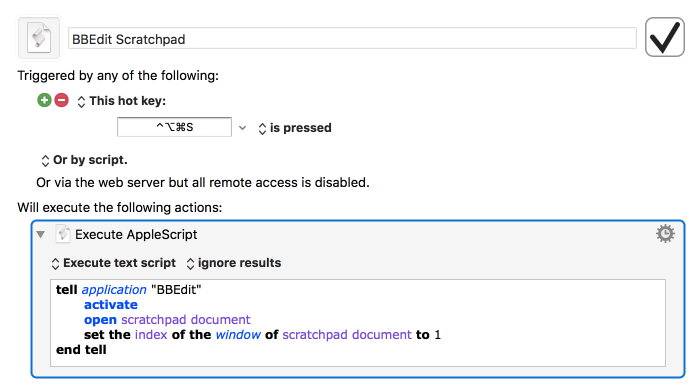 BBEdit Scratchpad
Triggered by any of the following:
This hot key:
^⌥⌘S
is pressed
Or by script.
Or via the web server but all remote access is disabled.
Will execute the following actions:
Execute AppleScript
Execute text script ignore results
tell application "BBEdit"
activate
open scratchpad document
set the index of the window of scratchpad document to 1
end tell